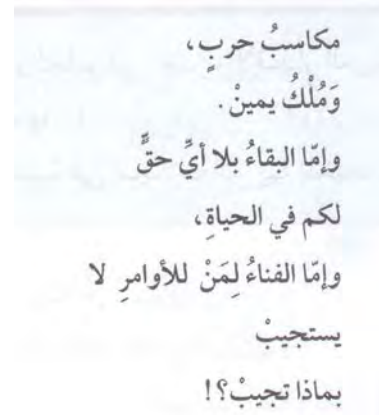 مكاسبُ حربٍ،
وَمُلْكُ يمينْ.
وإمّا البقاءُ بلا أيِّ حقٍّ
لكم في الحياةِ،
وإمّا الفناءُ لِمَنْ للأوامرِ لا
يستجيبْ
بماذا تجيبْ؟!